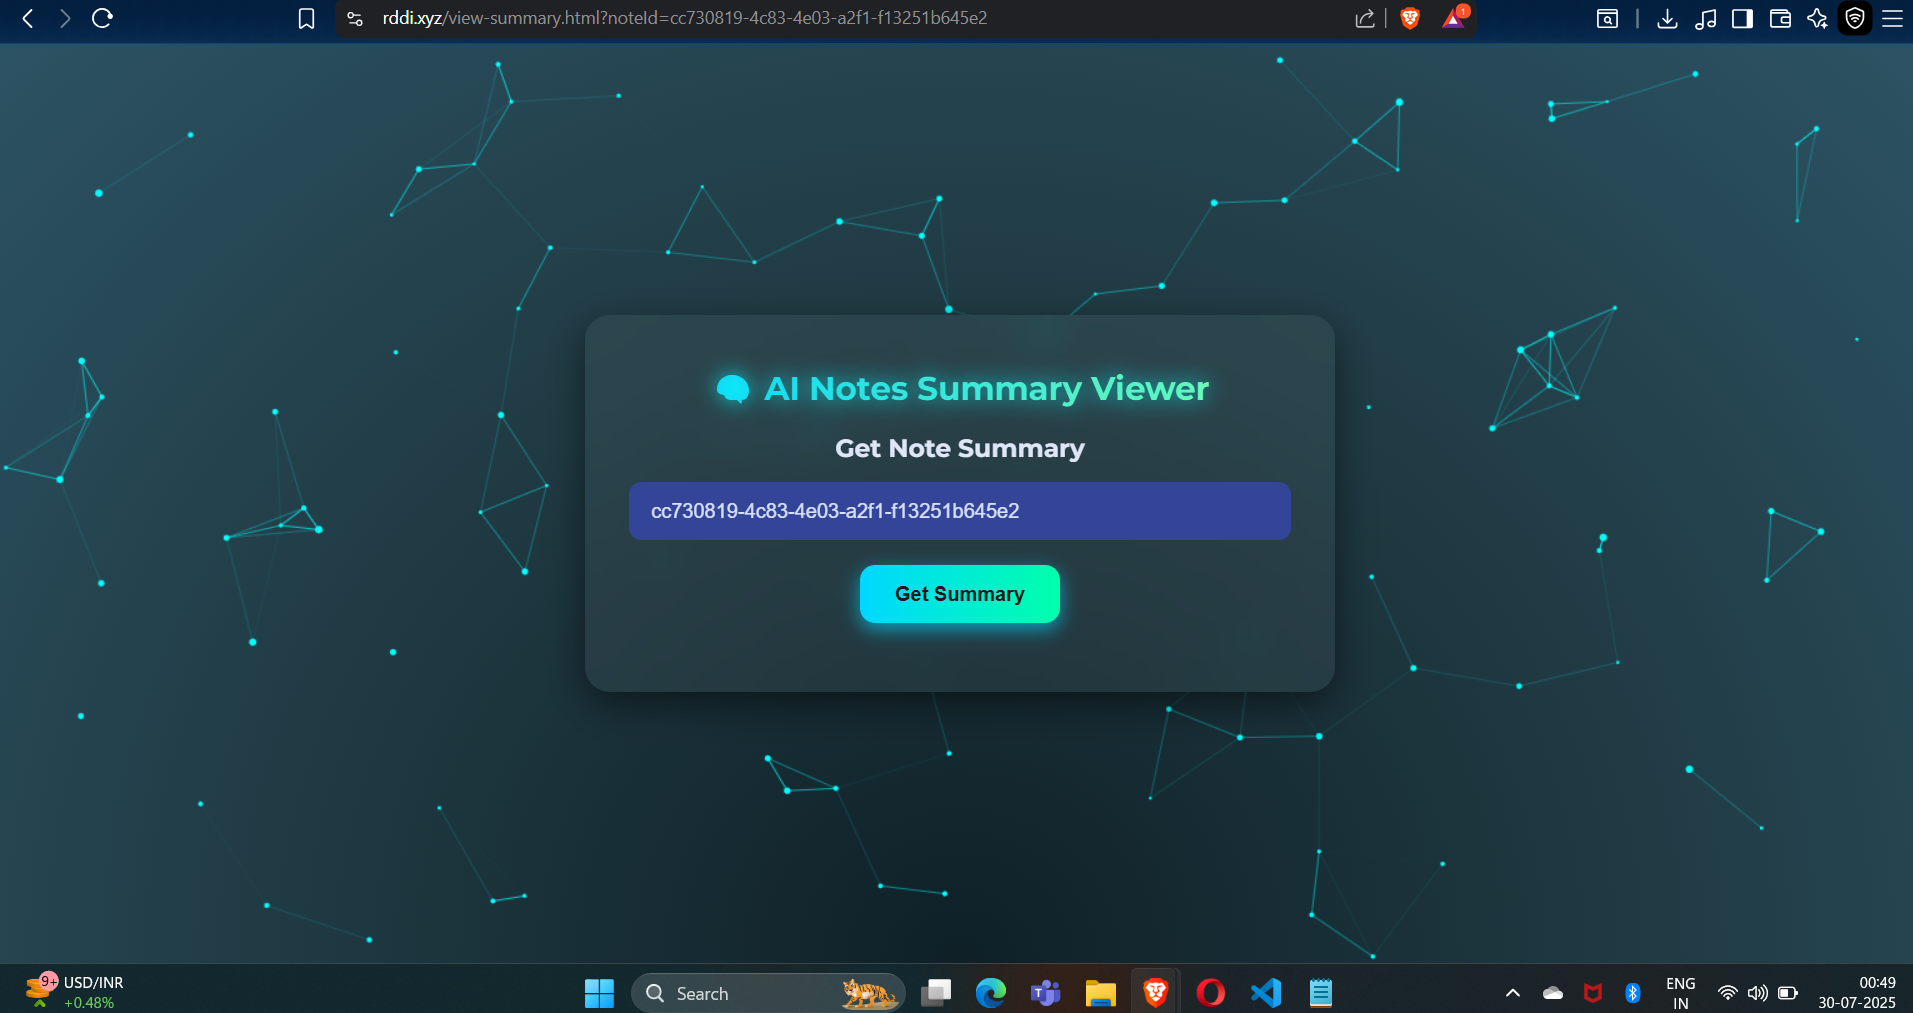 rddi.xyz/view-summary.html?noteId=cc730819-4c83-4e03-a2f1-f13251b645e2
1
AI Notes Summary Viewer
Get Note Summary
cc730819-4c83-4e03-a2f1-f13251b645e2
Get Summary
9+
USD/INR
+0.48%
Search
T
ENG
IN
00:49
30-07-2025